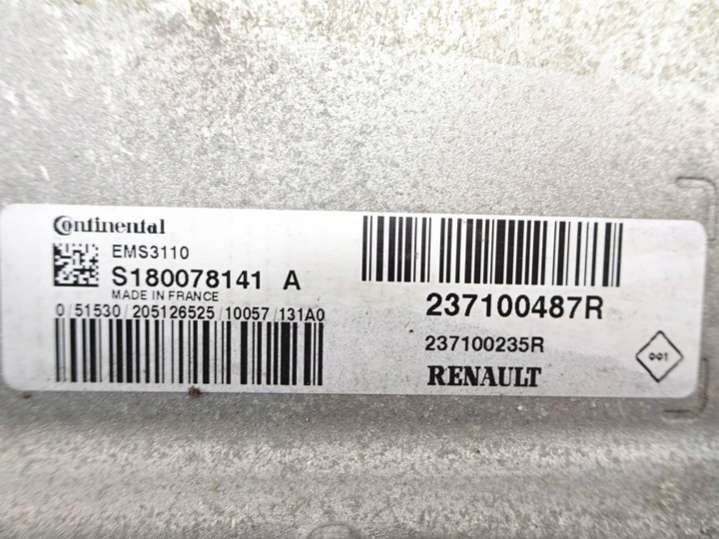 Continental
EMS3110
S180078141 A
MADE IN FRANCE
0/51530/205126525/10057/131A0
237100487R
237100235R
RENAULT
001